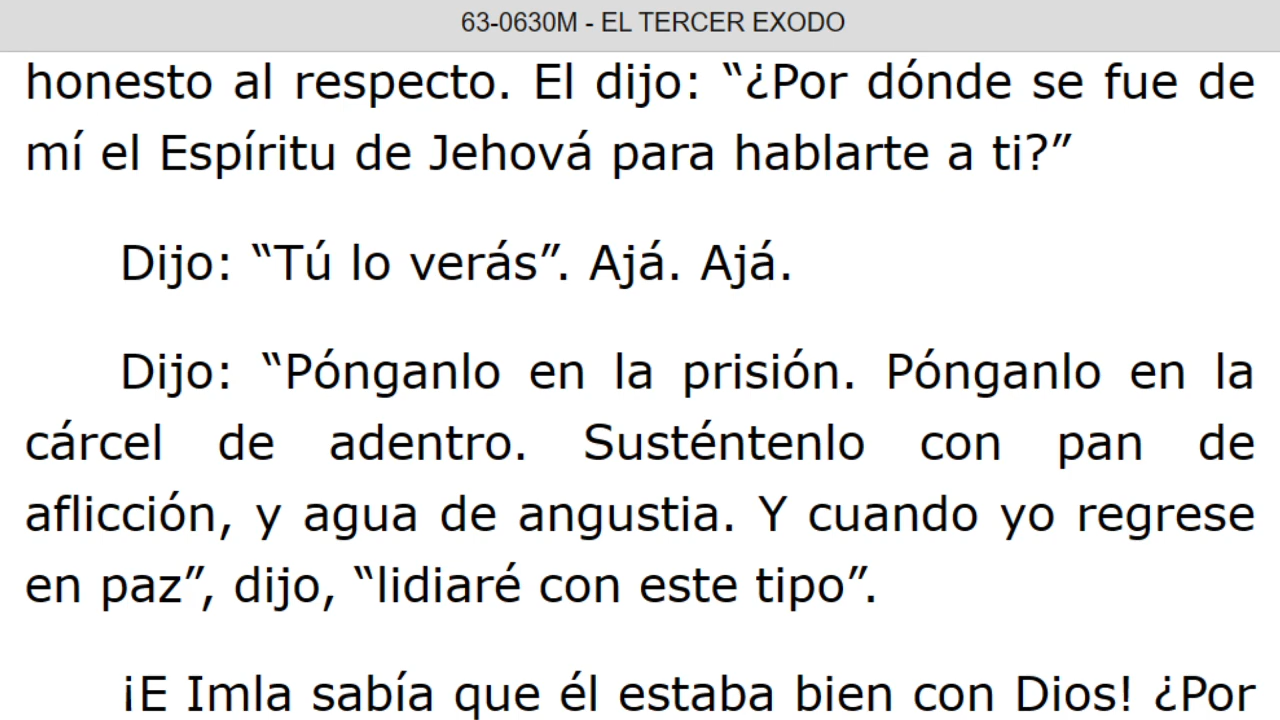 63-0630M - EL TERCER EXODO
honesto al respecto. El dijo: “¿Por dónde se fue de
mí el Espíritu de Jehová para hablarte a ti?”
Dijo: “Tú lo verás”. Ajá. Ajá.
Dijo: “Pónganlo en la prisión. Pónganlo en la
cárcel de adentro. Susténtenlo con pan de
aflicción, y agua de angustia. Y cuando yo regrese
en paz”, dijo, “lidiaré con este tipo”.
¡E Imla sabía que él estaba bien con Dios! ¿Por